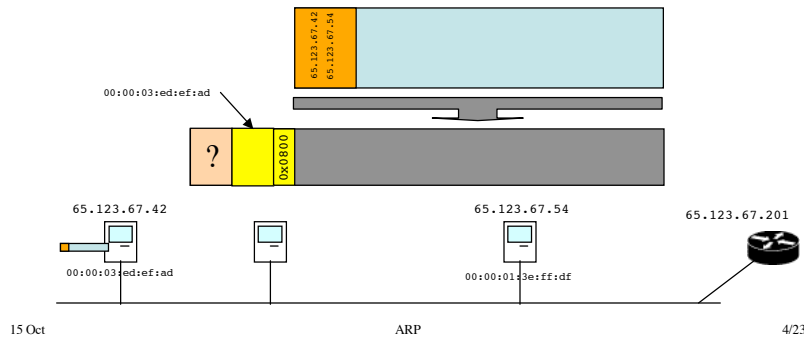 65.123.67.42
65.123.67.54
00:00:03:ed:ef:ad
?
0x0800
65.123.67.42
65.123.67.54
65.123.67.201
00:00:03:ed:ef:ad
00:00:01:3e:ff:df
15 Oct
ARP
4/23